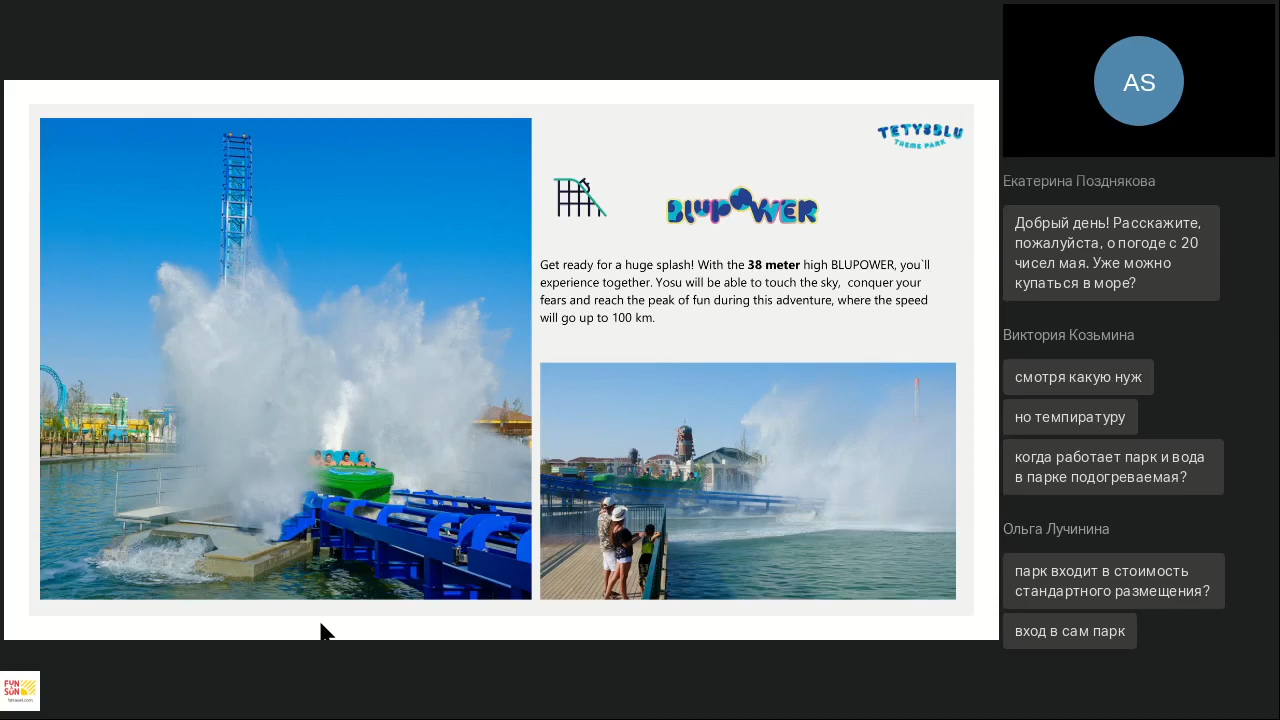 TETYSBLU
THEME PARK
BLUPOWER
Get ready for a huge splash! With the 38 meter high BLUPOWER, you`ll
experience together. Yosu will be able to touch the sky,  conquer your
fears and reach the peak of fun during this adventure, where the speed
will go up to 100 km.
FUN
SUN
AS
Екатерина Позднякова
Добрый день! Расскажите,
пожалуйста, о погоде с 20
чисел мая. Уже можно
купаться в море?
Виктория Козьмина
смотря какую нуж
но темпиратуру
когда работает парк и вода
в парке подогреваемая?
Ольга Лучинина
парк входит в стоимость
стандартного размещения?
вход в сам парк